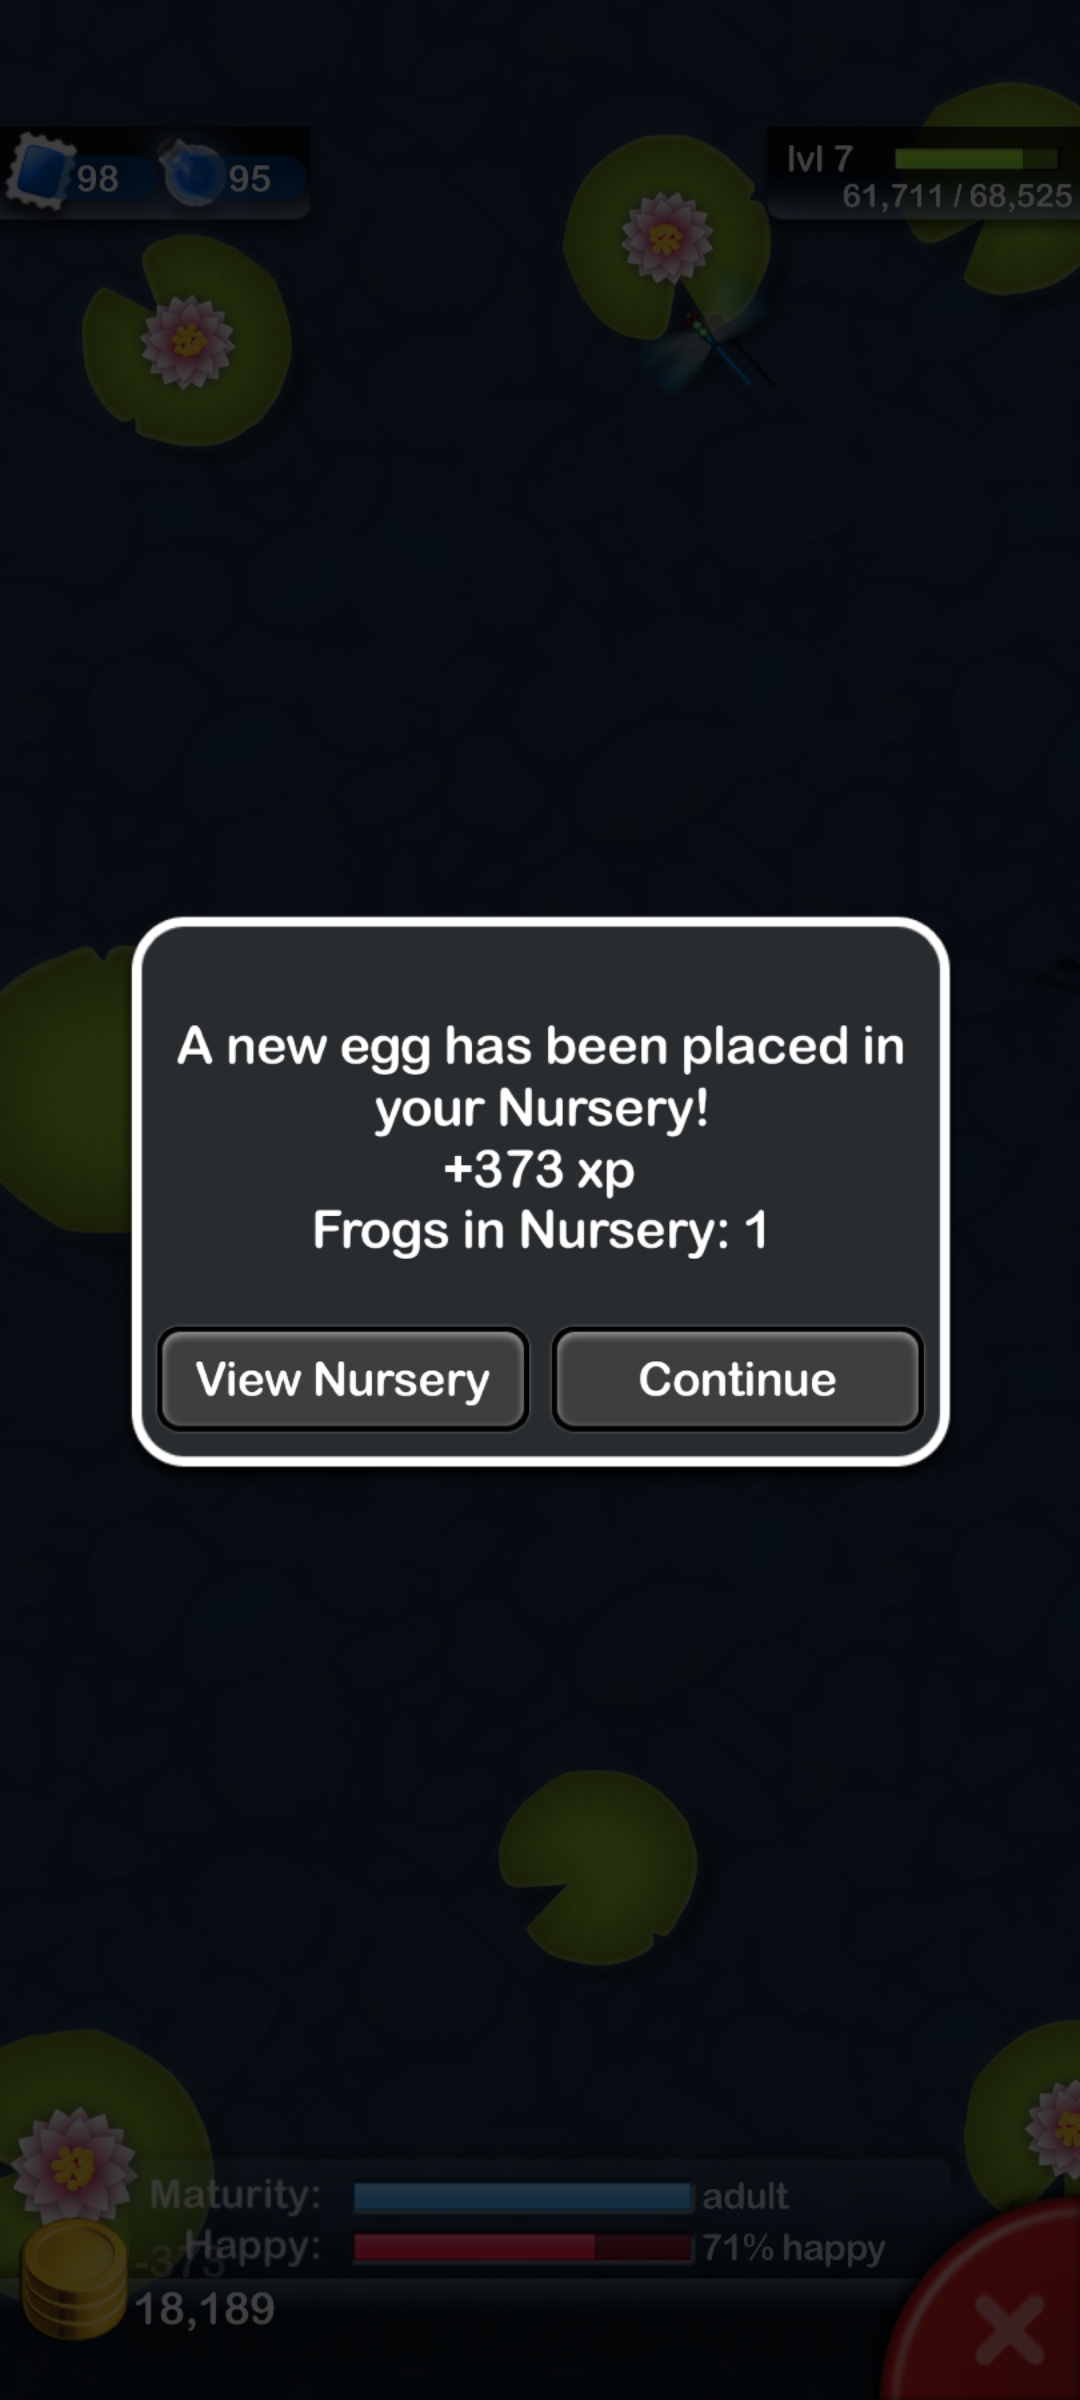 98 95
lvl 7
61,711 / 68,525
A new egg has been placed in
your Nursery!
+373 xp
Frogs in Nursery: 1
View Nursery Continue
Maturity: adult
Happy: 71% happy
-373
18,189